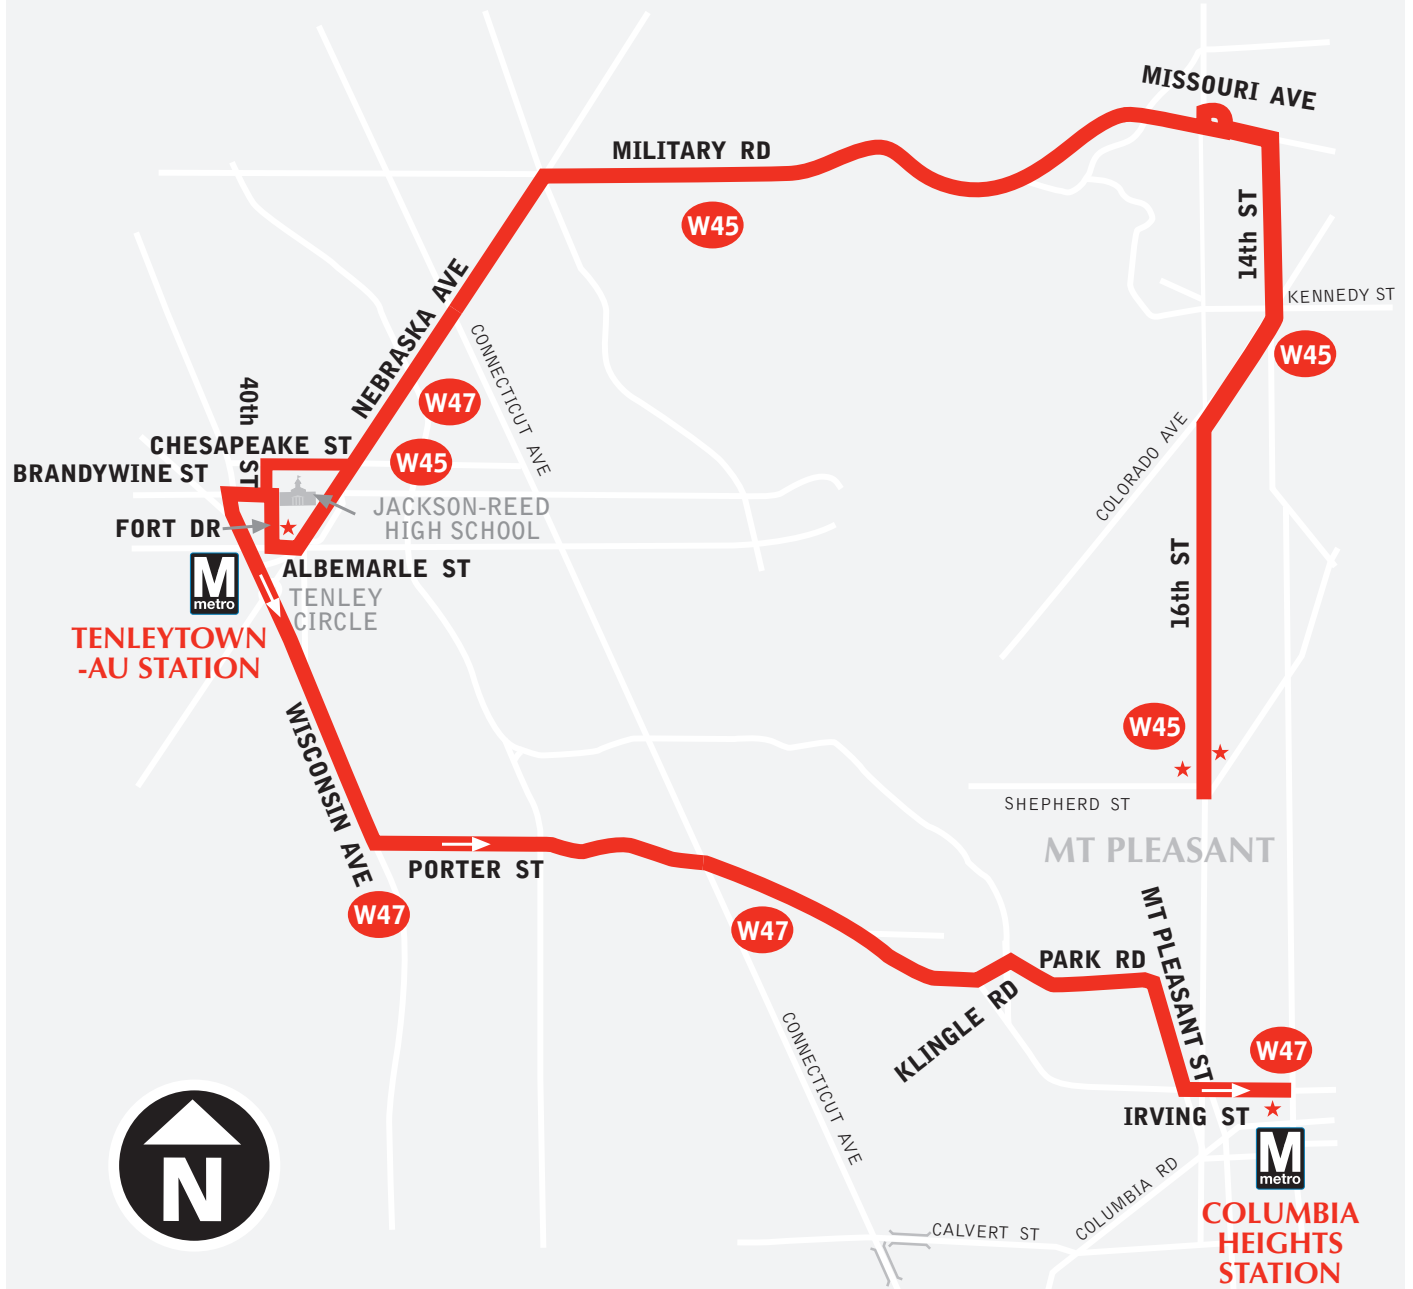 MISSOURI AVE
MILITARY RD
W45
14th ST
KENNEDY ST
W45
NEBRASKA AVE
CONNECTICUT AVE
W47
W45
40th ST
CHESAPEAKE ST
BRANDYWINE ST
JACKSON-REED
HIGH SCHOOL
FORT DR
ALBEMARLE ST
TENLEY
CIRCLE
M
metro
TENLEYTOWN
-AU STATION
COLORADO AVE
16th ST
W45
SHEPHERD ST
MT PLEASANT
WISCONSIN AVE
PORTER ST
W47
W47
KLINGLE RD
PARK RD
MT PLEASANT ST
W47
IRVING ST
M
metro
COLUMBIA
HEIGHTS
STATION
CONNECTICUT AVE
COLUMBIA RD
CALVERT ST
N